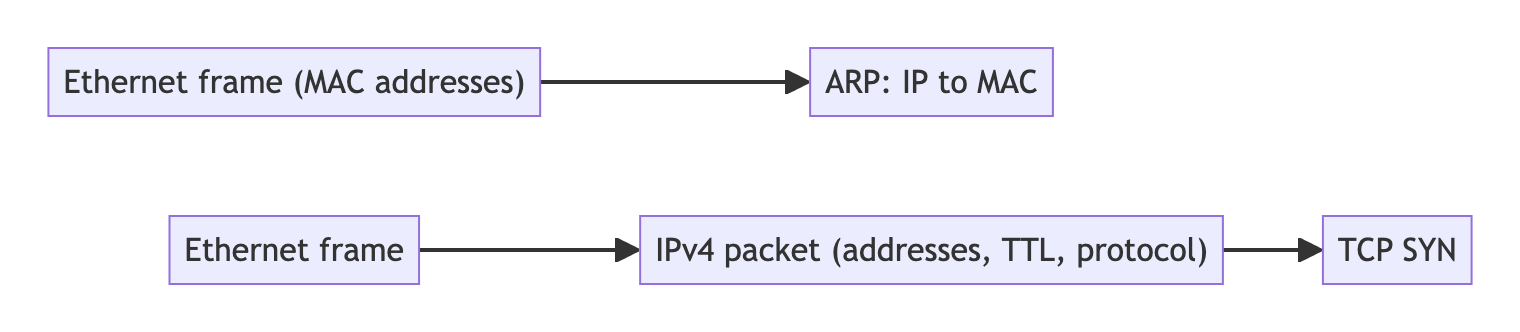 Ethernet frame (MAC addresses)
ARP: IP to MAC
Ethernet frame
IPv4 packet (addresses, TTL, protocol)
TCP SYN